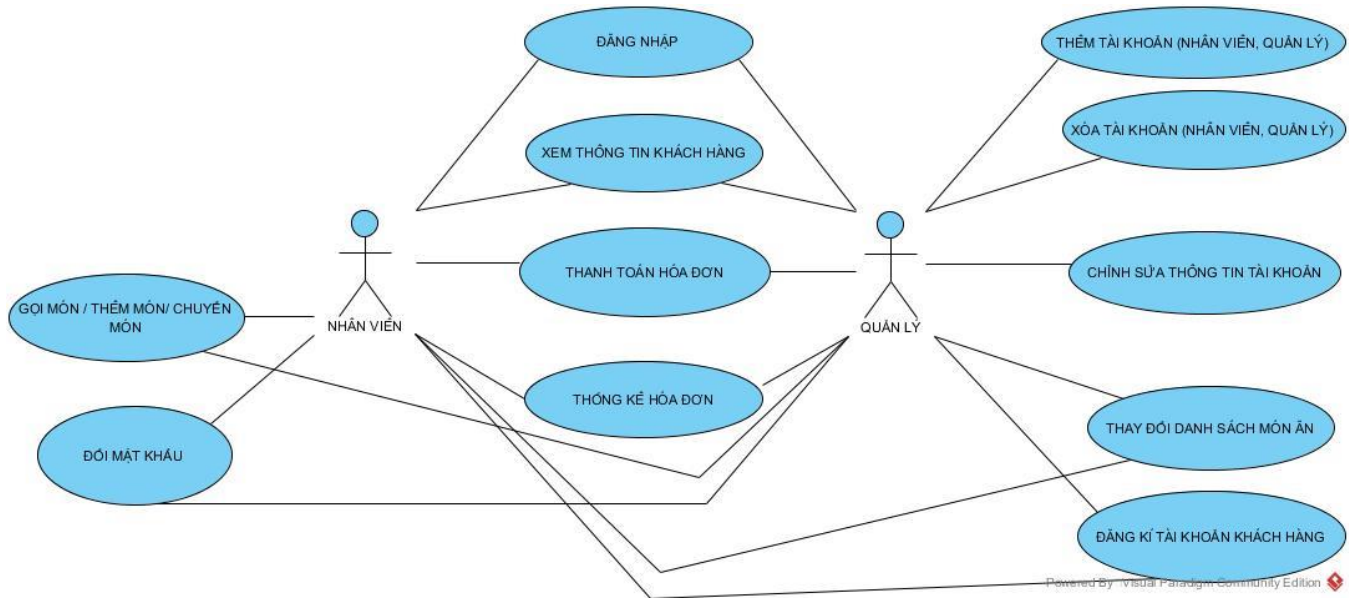 ĐĂNG NHẬP
THÊM TÀI KHOẢN (NHÂN VIÊN, QUẢN LÝ)
XÓA TÀI KHOẢN (NHÂN VIÊN, QUẢN LÝ)
XEM THÔNG TIN KHÁCH HÀNG
THANH TOÁN HÓA ĐƠN
CHỈNH SỬA THÔNG TIN TÀI KHOẢN
GỌI MÓN / THÊM MÓN/ CHUYỂN
MÓN
NHÂN VIÊN
QUẢN LÝ
THỐNG KÊ HÓA ĐƠN
THAY ĐỔI DANH SÁCH MÓN ĂN
ĐỔI MẬT KHẨU
ĐĂNG KÍ TÀI KHOẢN KHÁCH HÀNG
Powered By Visual Paradigm Community Edition